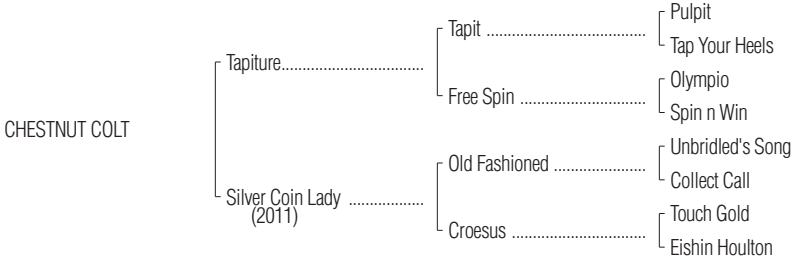 Pulpit
Tapit ......................................
Tap Your Heels
Tapiture..................................
Olympio
Free Spin ..............................
Spin n Win
CHESTNUT COLT
Unbridled's Song
Old Fashioned ......................
Collect Call
Silver Coin Lady ..................
(2011)
Touch Gold
Croesus ................................
Eishin Houlton